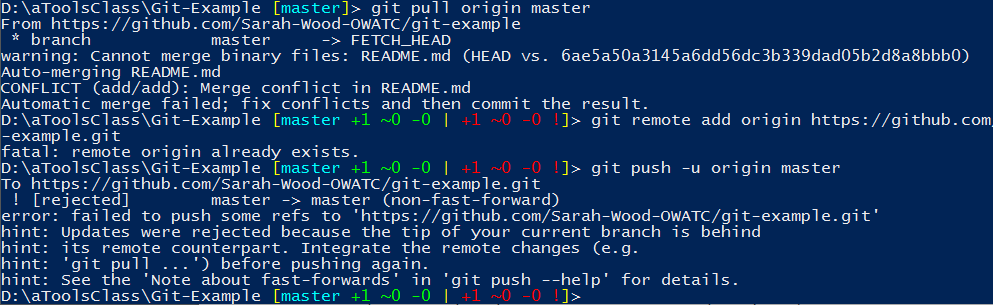 D:\aToolsClass\Git-Example [master]> git pull origin master
From https://github.com/Sarah-Wood-OWATC/git-example
 * branch            master     -> FETCH_HEAD
warning: Cannot merge binary files: README.md (HEAD vs. 6ae5a50a3145a6dd56dc3b339dad05b2d8a8bbb0)
Auto-merging README.md
CONFLICT (add/add): Merge conflict in README.md
Automatic merge failed; fix conflicts and then commit the result.
D:\aToolsClass\Git-Example [master +1 ~0 -0 | +1 ~0 -0 !]> git remote add origin https://github.com/
-example.git
fatal: remote origin already exists.
D:\aToolsClass\Git-Example [master +1 ~0 -0 | +1 ~0 -0 !]> git push -u origin master
To https://github.com/Sarah-Wood-OWATC/git-example.git
 ! [rejected]        master -> master (non-fast-forward)
error: failed to push some refs to 'https://github.com/Sarah-Wood-OWATC/git-example.git'
hint: Updates were rejected because the tip of your current branch is behind
hint: its remote counterpart. Integrate the remote changes (e.g.
hint: 'git pull ...') before pushing again.
hint: See the 'Note about fast-forwards' in 'git push --help' for details.
D:\aToolsClass\Git-Example [master +1 ~0 -0 | +1 ~0 -0 !]>